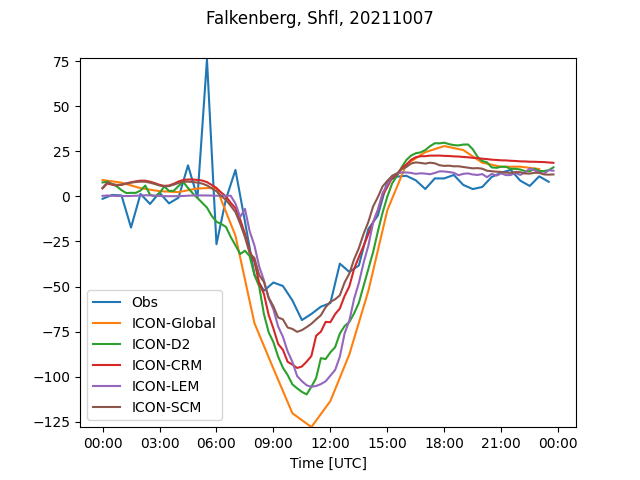 Falkenberg, Shfl, 20211007
75
50
25
0
−25
−50
−75
−100
−125
Obs
ICON-Global
ICON-D2
ICON-CRM
ICON-LEM
ICON-SCM
00:00 03:00 06:00 09:00 12:00 15:00 18:00 21:00 00:00
Time [UTC]